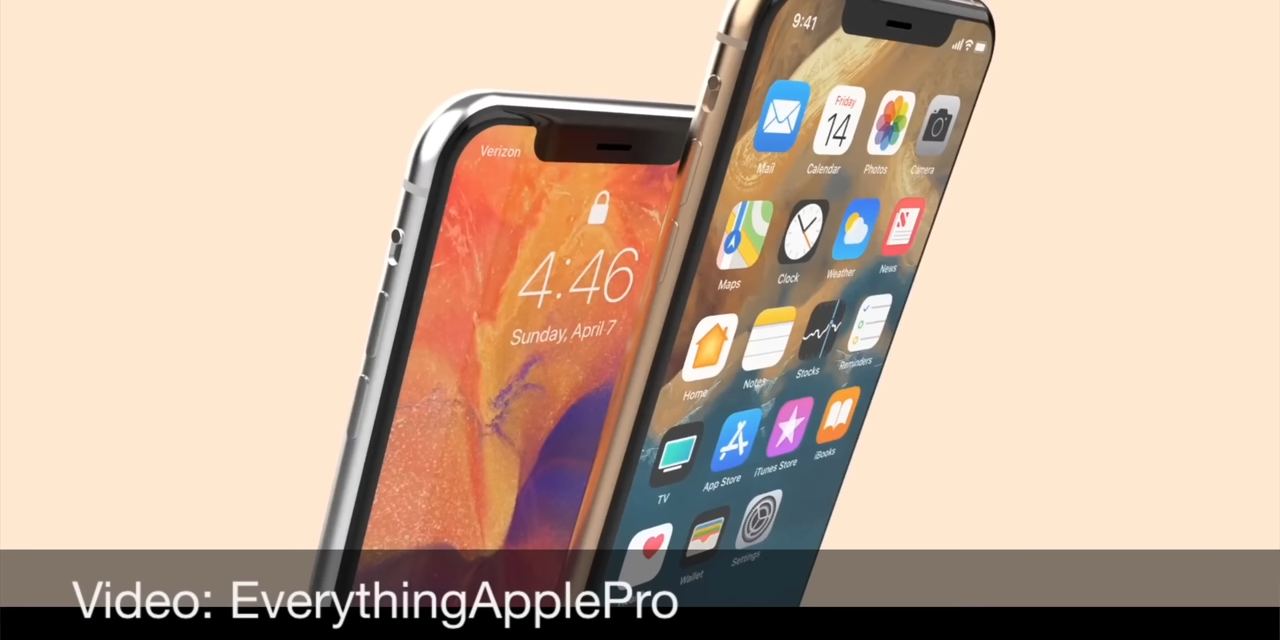 9:41
Verizon
4:46
Sunday, April 7
Friday
14
Mail
Calendar
Photos
Camera
Maps
Clock
Weather
News
Home
Notes
Stocks
Reminders
TV
App Store
iTunes Store
iBooks
Wallet
Settings
Video: EverythingApplePro